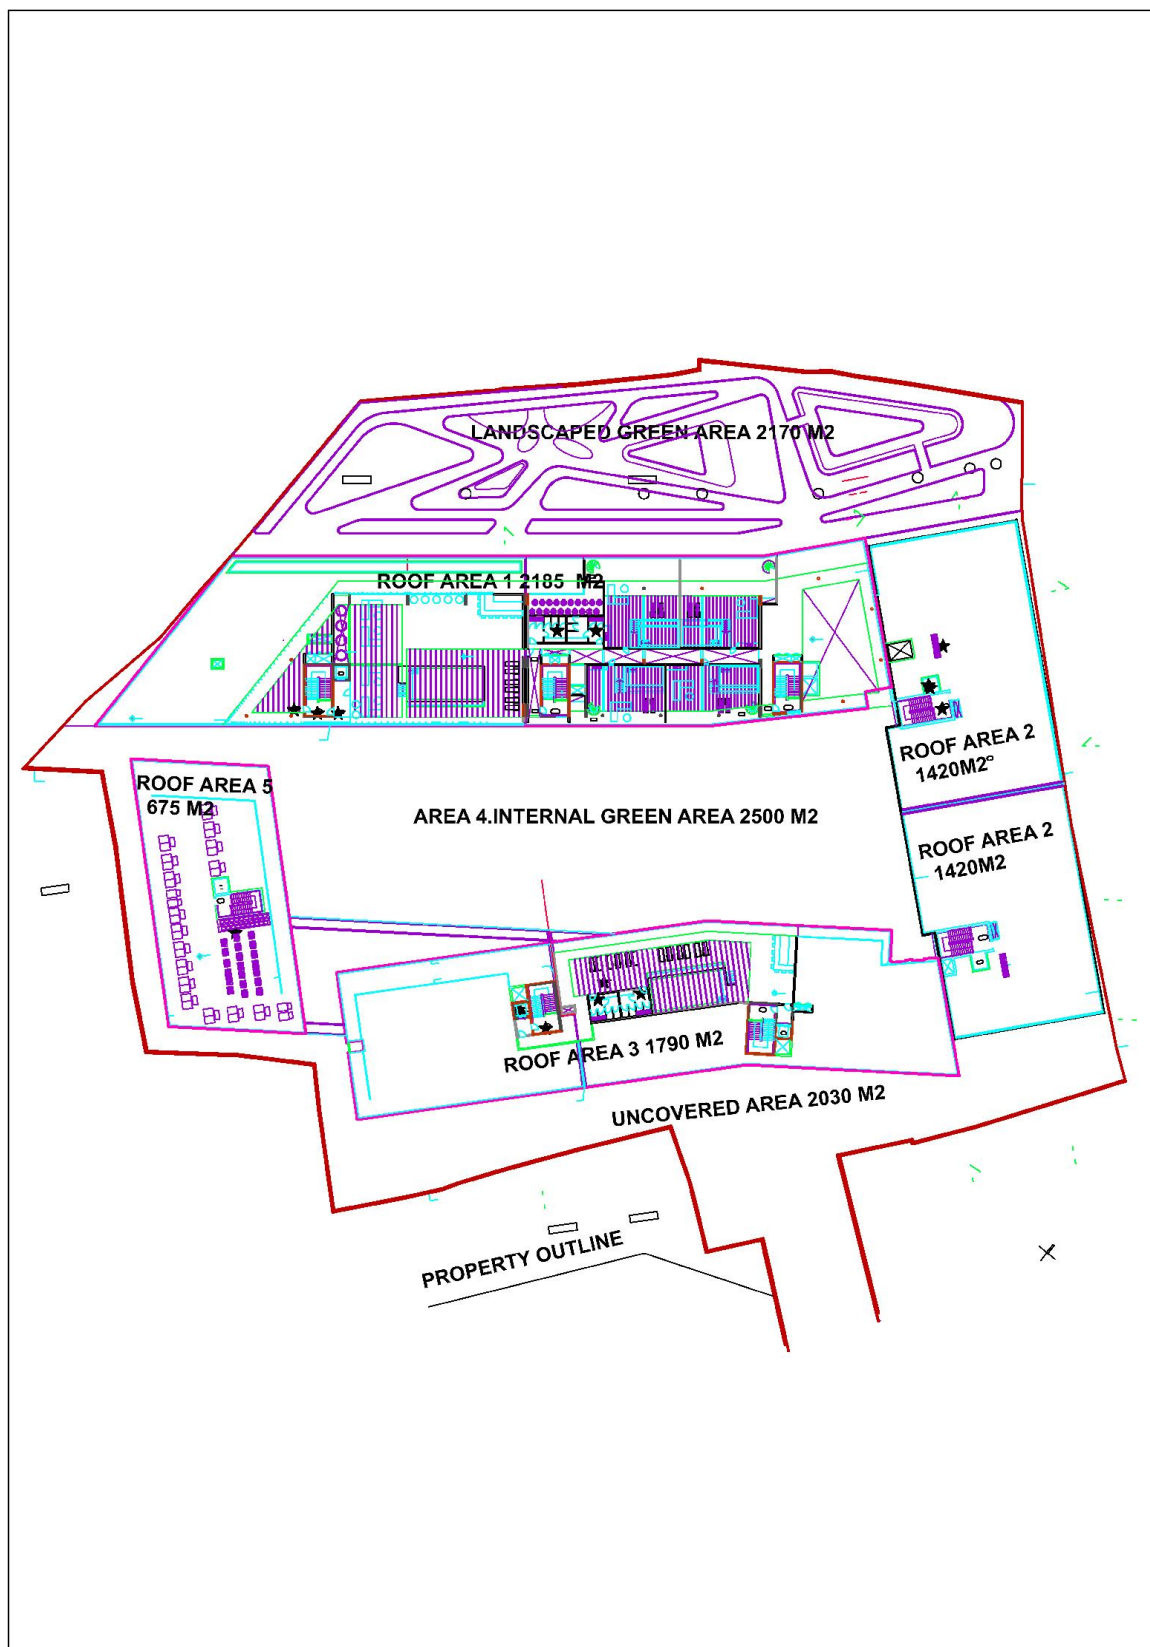 LANDSCAPED GREEN AREA 2170 M2
ROOF AREA 1 2185 M2
ROOF AREA 2
1420M2°
ROOF AREA 5
675 M2
AREA 4.INTERNAL GREEN AREA 2500 M2
ROOF AREA 2
1420M2
ROOF AREA 3 1790 M2
UNCOVERED AREA 2030 M2
PROPERTY OUTLINE